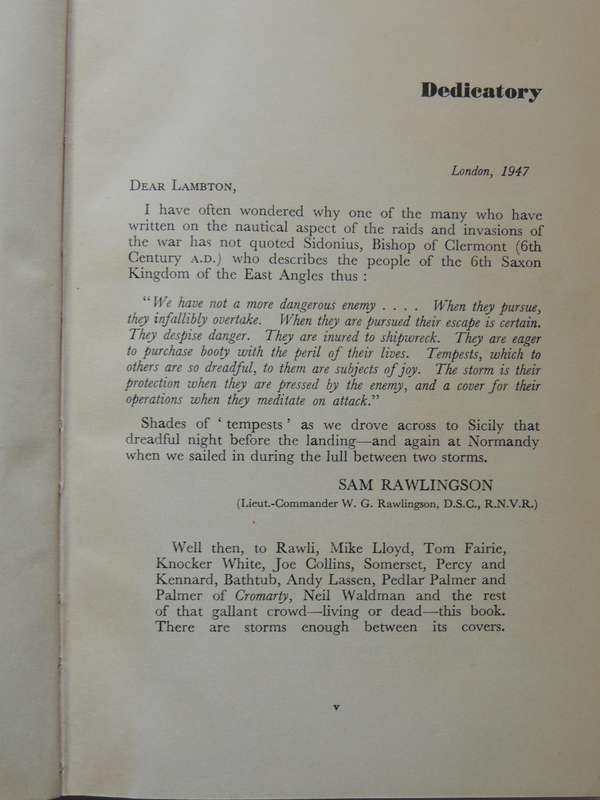 Dedicatory
London, 1947
DEAR LAMBTON,
I have often wondered why one of the many who have
written on the nautical aspect of the raids and invasions of
the war has not quoted Sidonius, Bishop of Clermont (6th
Century A.D.) who describes the people of the 6th Saxon
Kingdom of the East Angles thus :
"We have not a more dangerous enemy . . . . When they pursue,
they infallibly overtake. When they are pursued their escape is certain.
They despise danger. They are inured to shipwreck. They are eager
to purchase booty with the peril of their lives. Tempests, which to
others are so dreadful, to them are subjects of joy. The storm is their
protection when they are pressed by the enemy, and a cover for their
operations when they meditate on attack."
Shades of ' tempests ' as we drove across to Sicily that
dreadful night before the landing—and again at Normandy
when we sailed in during the lull between two storms.
SAM RAWLINGSON
(Lieut.-Commander W. G. Rawlingson, D.S.C., R.N.V.R.)
Well then, to Rawli, Mike Lloyd, Tom Fairie,
Knocker White, Joe Collins, Somerset, Percy and
Kennard, Bathtub, Andy Lassen, Pedlar Palmer and
Palmer of Cromarty, Neil Waldman and the rest
of that gallant crowd—living or dead—this book.
There are storms enough between its covers.
v